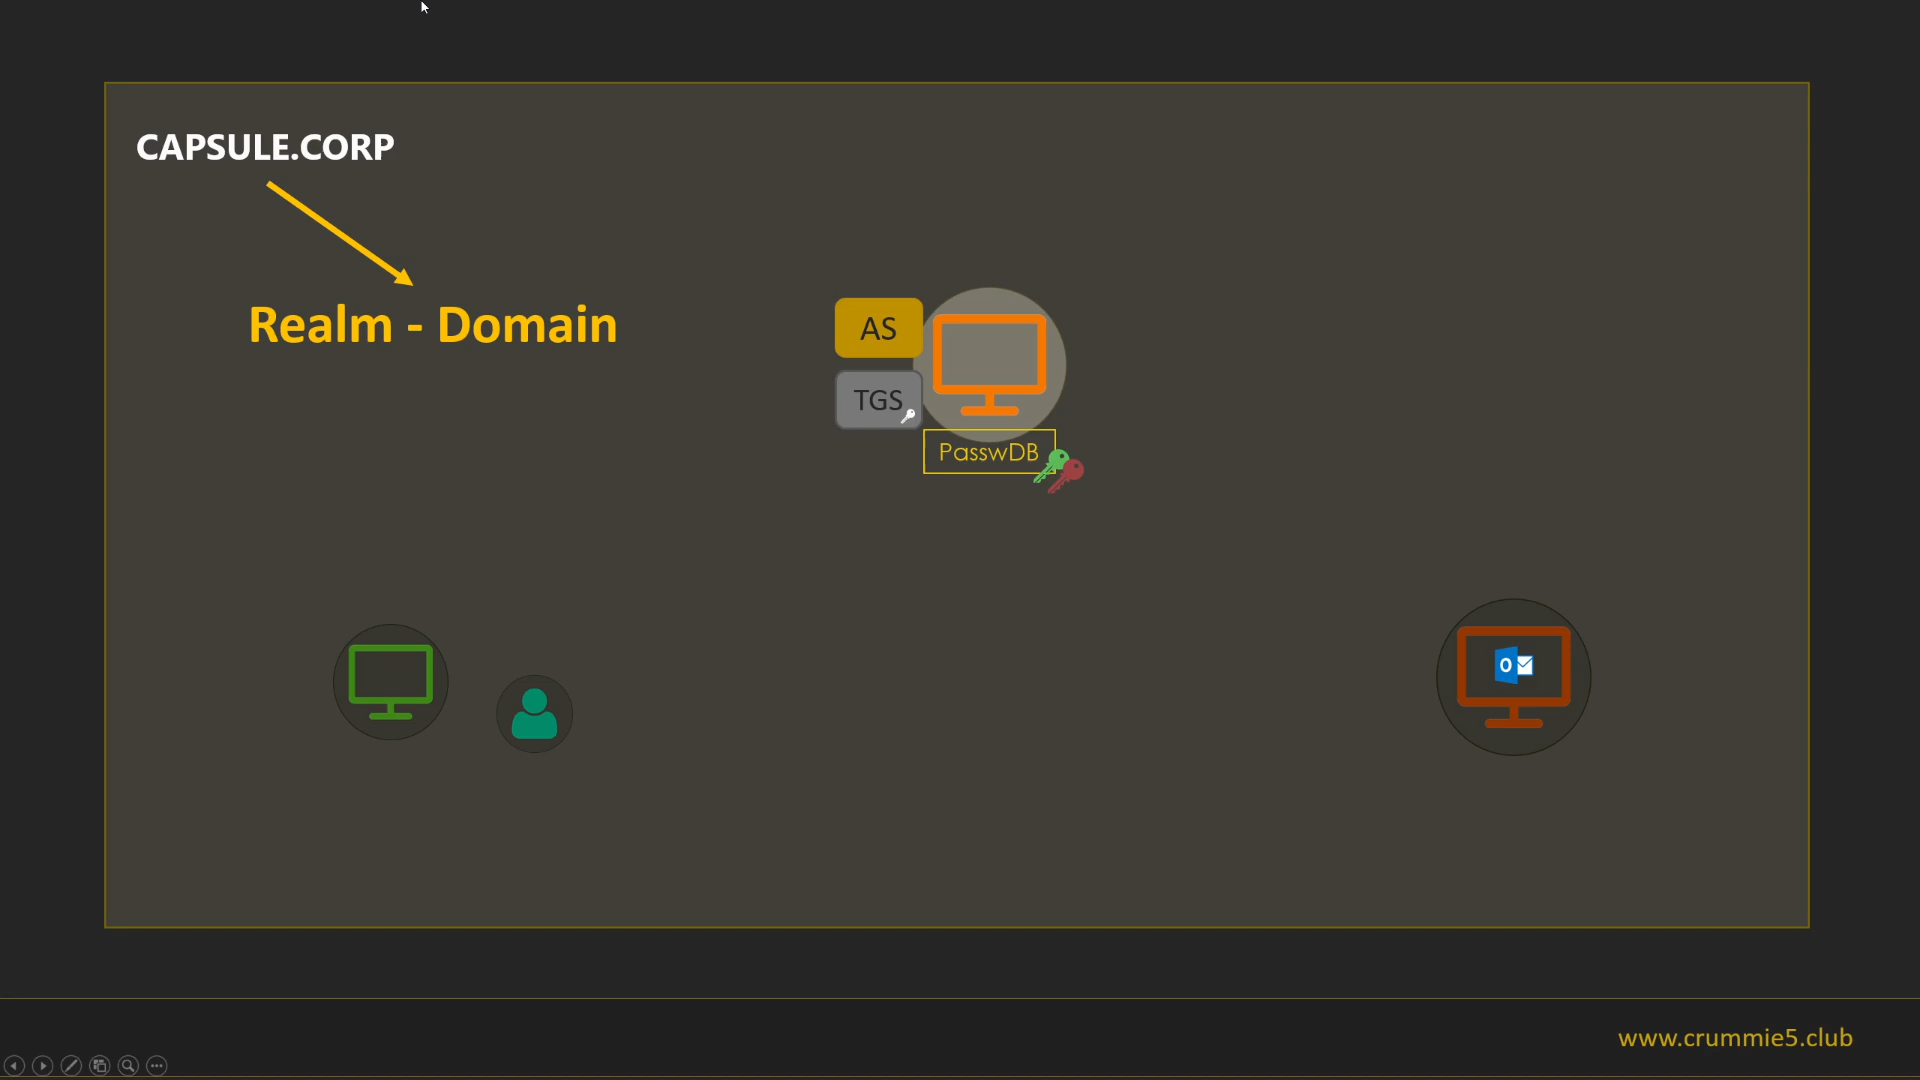 CAPSULE.CORP
Realm - Domain
AS
TGS
PasswDB
O
www.crummie5.club